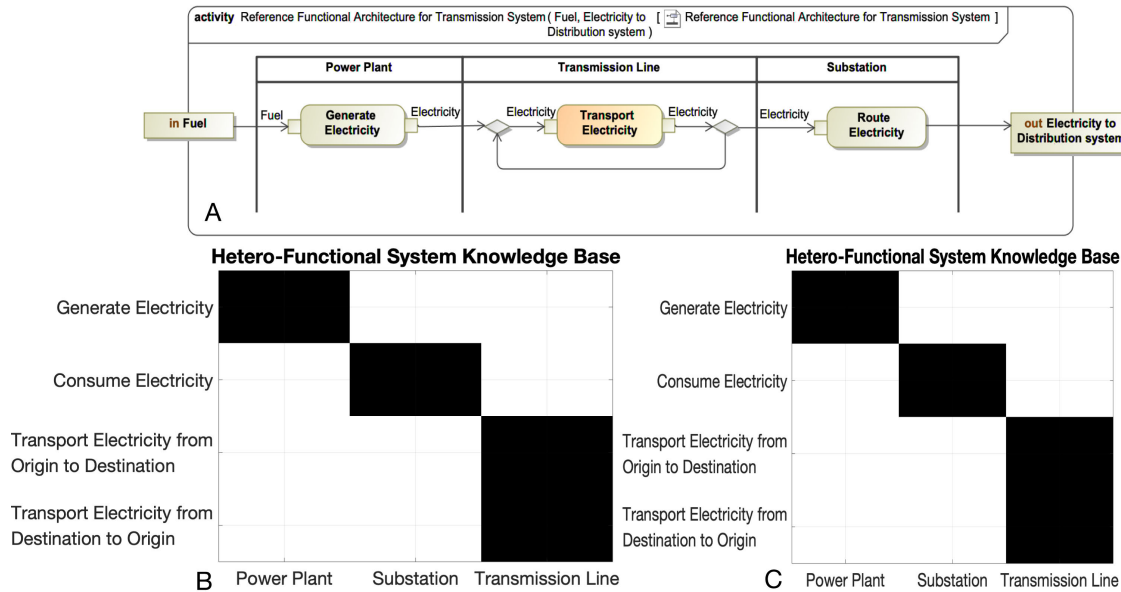 activity Reference Functional Architecture for Transmission System ( Fuel, Electricity to Distribution system ) [ Reference Functional Architecture for Transmission System ]
Power Plant
Transmission Line
Substation
in Fuel
Fuel
Generate
Electricity
Electricity
Electricity
Transport
Electricity
Electricity
Electricity
Route
Electricity
out Electricity to
Distribution system
A
Hetero-Functional System Knowledge Base
Generate Electricity
Consume Electricity
Transport Electricity from
Origin to Destination
Transport Electricity from
Destination to Origin
B
Power Plant
Substation
Transmission Line
Hetero-Functional System Knowledge Base
Generate Electricity
Consume Electricity
Transport Electricity from
Origin to Destination
Transport Electricity from
Destination to Origin
C
Power Plant
Substation
Transmission Line